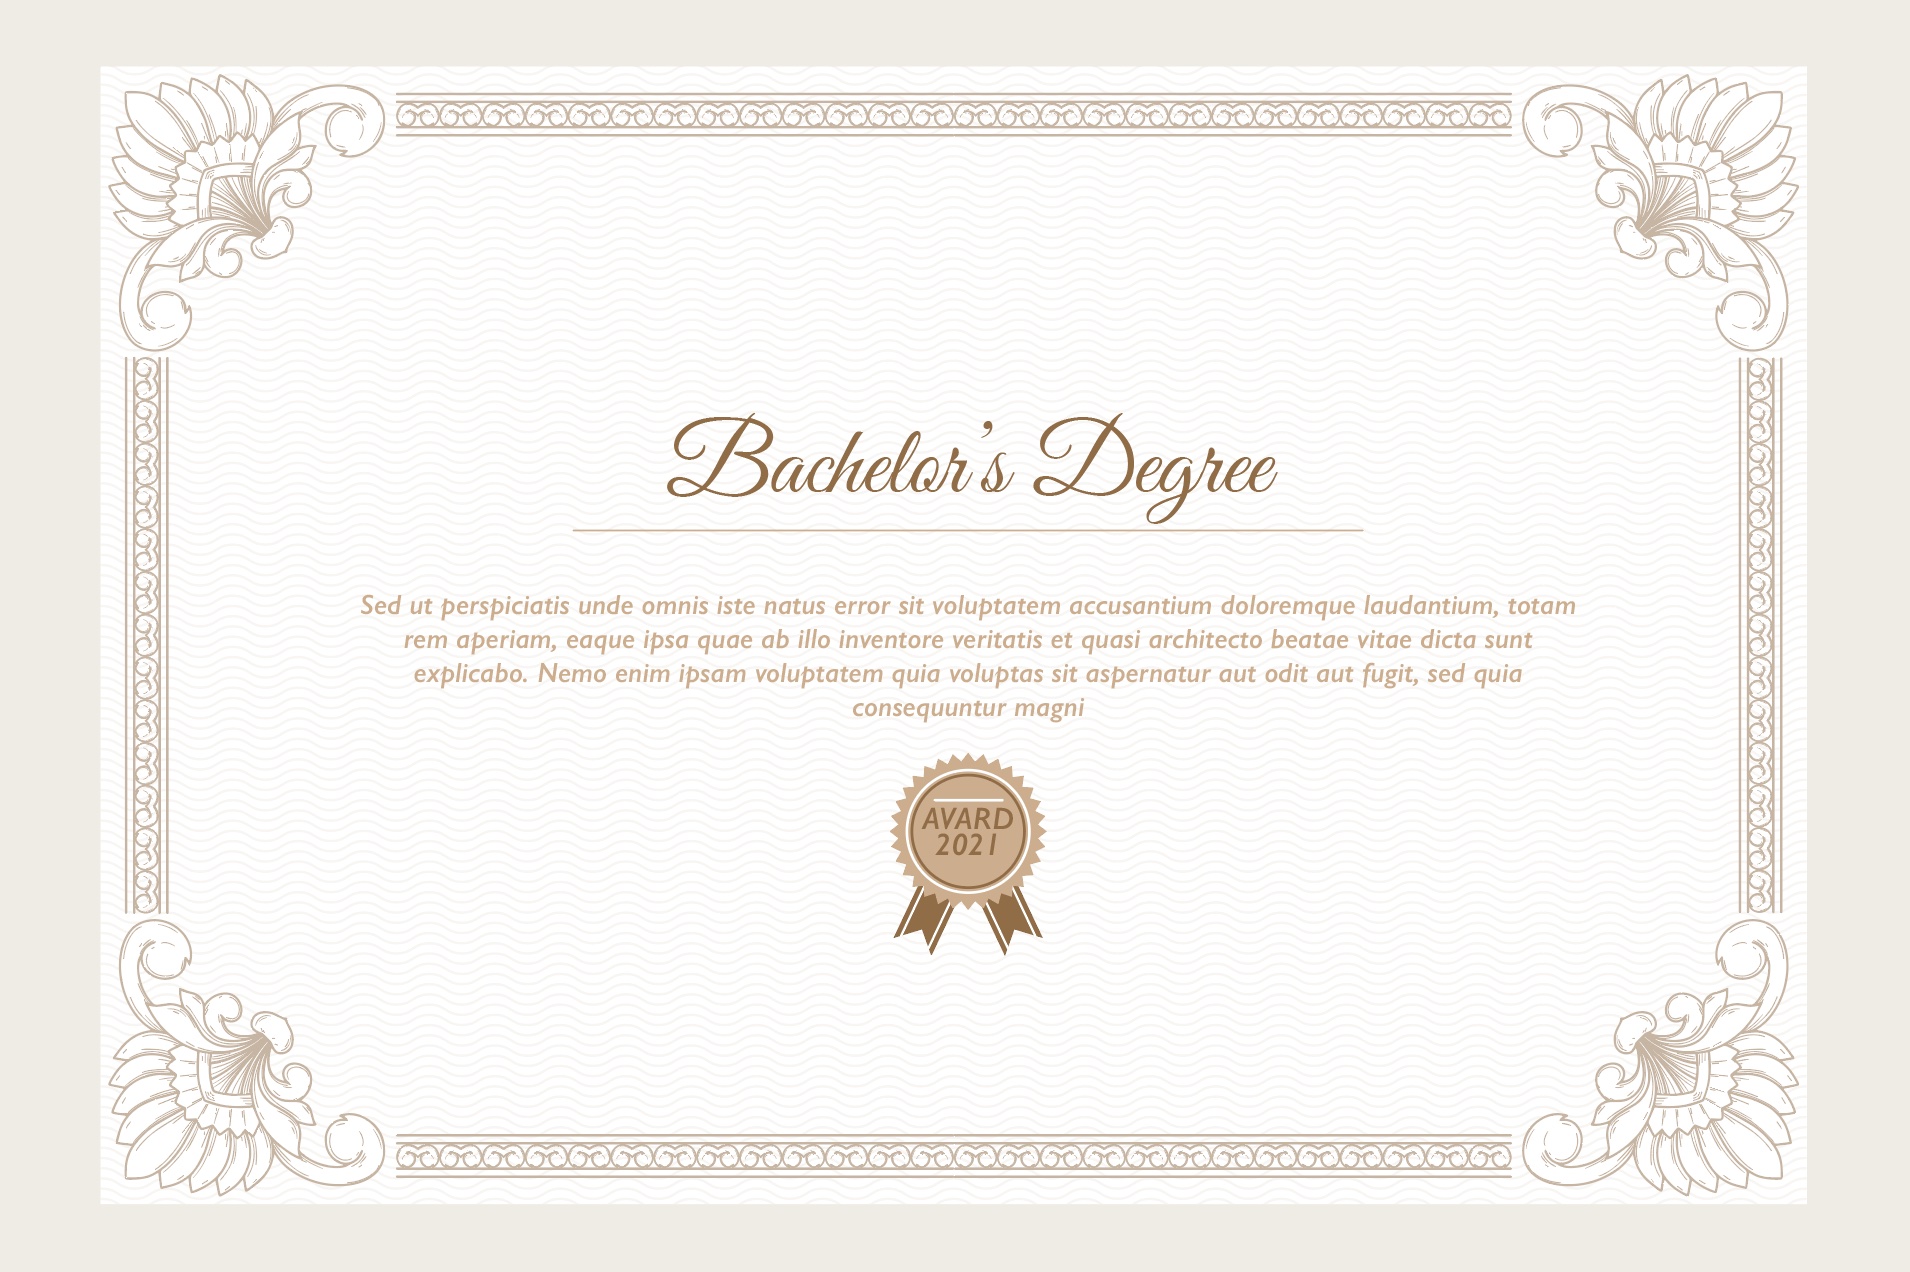 Bachelor's Degree
Sed ut perspiciatis unde omnis iste natus error sit voluptatem accusantium doloremque laudantium, totam
rem aperiam, eaque ipsa quae ab illo inventore veritatis et quasi architecto beatae vitae dicta sunt
explicabo. Nemo enim ipsam voluptatem quia voluptas sit aspernatur aut odit aut fugit, sed quia
consequuntur magni
AVARD
2021